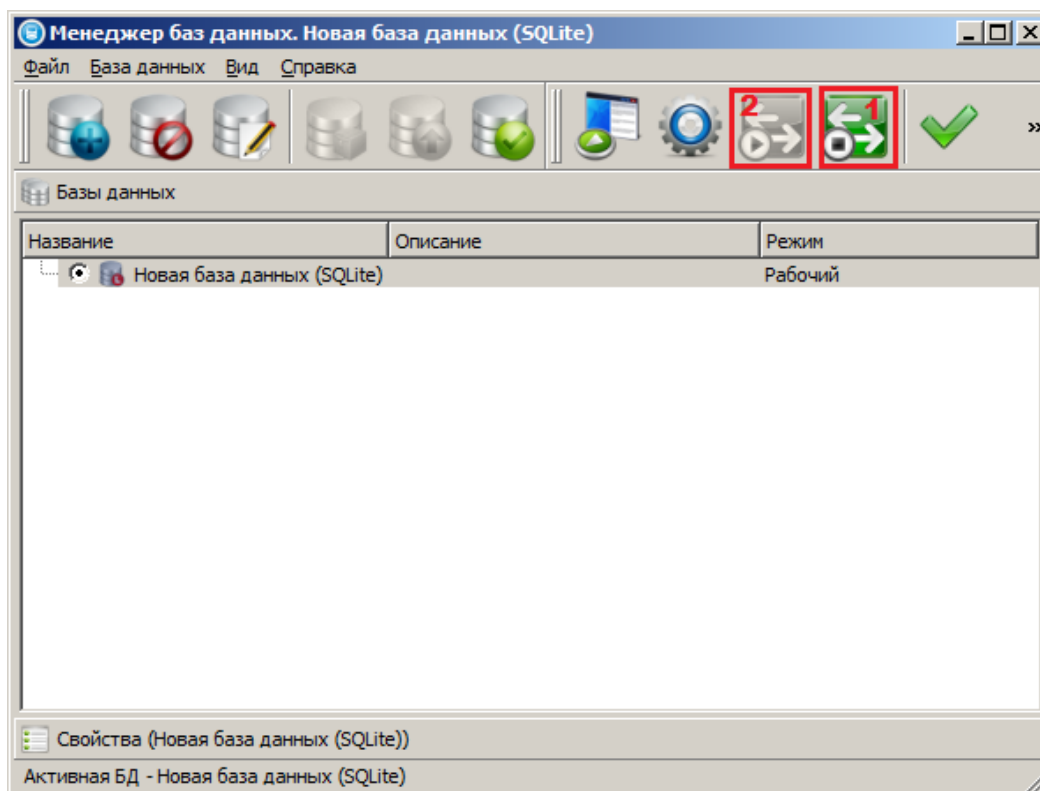 Менеджер баз данных. Новая база данных (SQLite)
Файл База данных Вид Справка
2 1
»
Базы данных
Название Описание Режим
Новая база данных (SQLite) Рабочий
Свойства (Новая база данных (SQLite))
Активная БД - Новая база данных (SQLite)